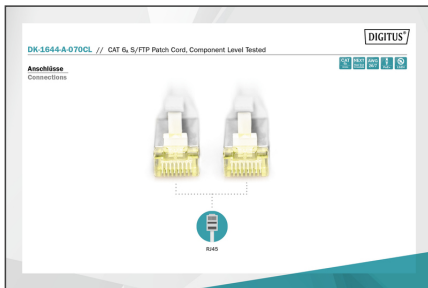 DIGITUS®
DK-1644-A-070CL // CAT 6A S/FTP Patch Cord, Component Level Tested
Anschlüsse
Connections
RJ45